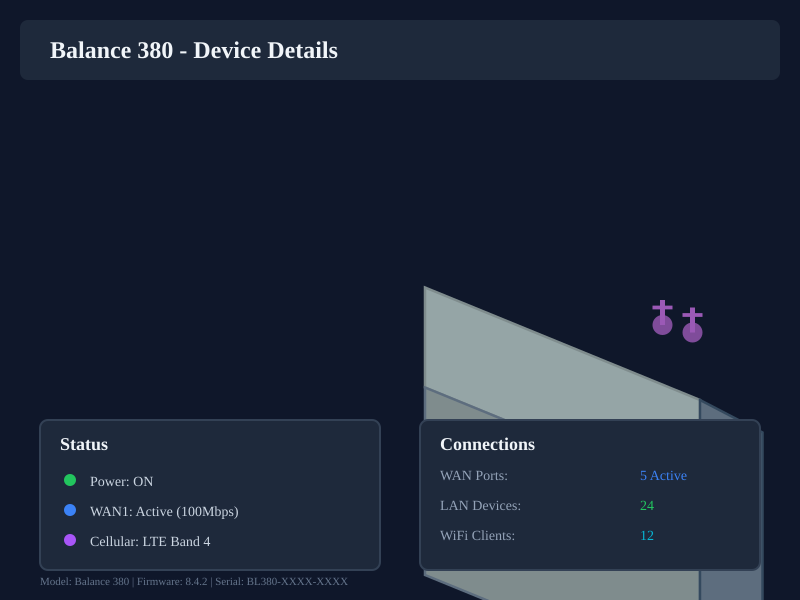 Balance 380 - Device Details
Status
Power: ON
WAN1: Active (100Mbps)
Cellular: LTE Band 4
Connections
WAN Ports: 5 Active
LAN Devices: 24
WiFi Clients: 12
Model: Balance 380 | Firmware: 8.4.2 | Serial: BL380-XXXX-XXXX